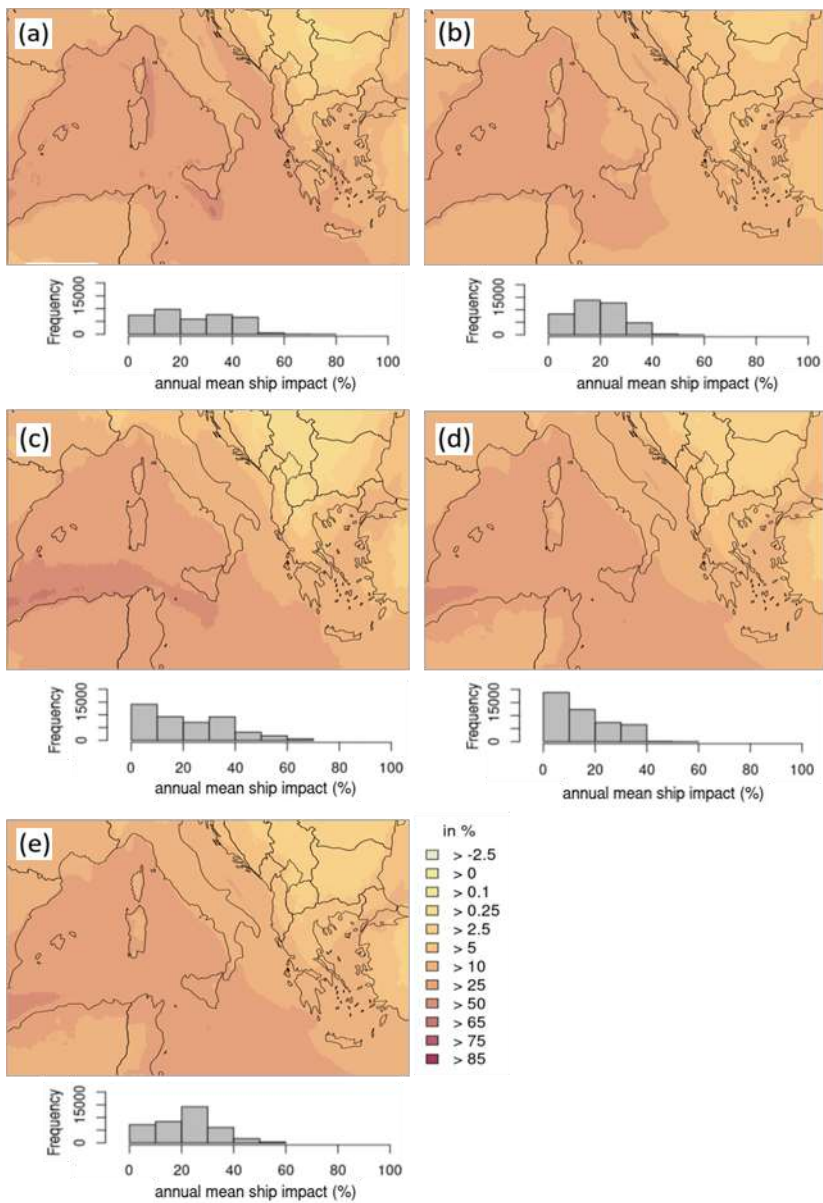 (a)
(b)
Frequency
0 15000
0 20 40 60 80 100
annual mean ship impact (%)
Frequency
0 15000
0 20 40 60 80 100
annual mean ship impact (%)
(c)
(d)
Frequency
0 15000
0 20 40 60 80 100
annual mean ship impact (%)
Frequency
0 15000
0 20 40 60 80 100
annual mean ship impact (%)
(e)
in %
> -2.5
> 0
> 0.1
> 0.25
> 2.5
> 5
> 10
> 25
> 50
> 65
> 75
> 85
Frequency
0 15000
0 20 40 60 80 100
annual mean ship impact (%)